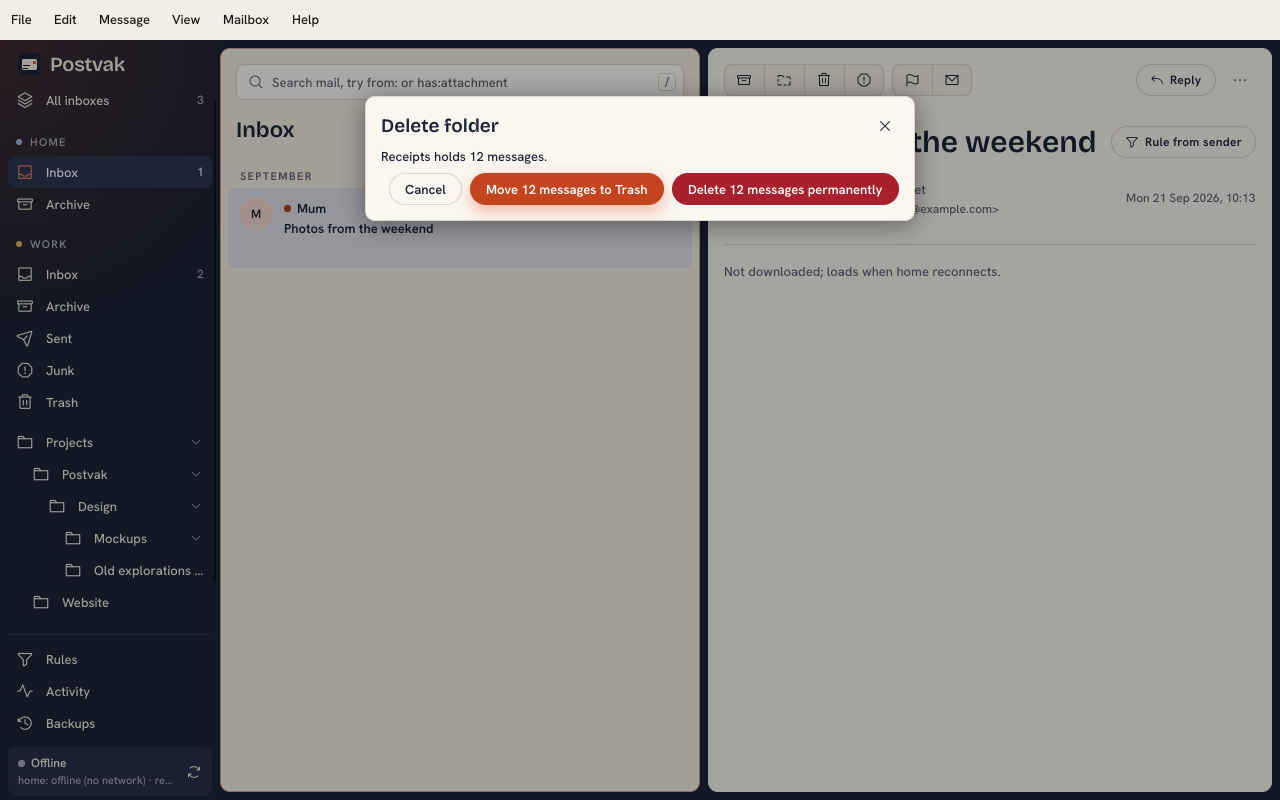 File Edit Message View Mailbox Help
Postvak
All inboxes 3
HOME
Inbox 1
Archive
WORK
Inbox 2
Archive
Sent
Junk
Trash
Projects
Postvak
Design
Mockups
Old explorations ...
Website
Rules
Activity
Backups
Offline
home: offline (no network) · re...
Search mail, try from: or has:attachment /
Inbox
SEPTEMBER
M
Mum
Photos from the weekend
Delete folder
Receipts holds 12 messages.
Cancel
Move 12 messages to Trash
Delete 12 messages permanently
Reply
the weekend
Rule from sender
et
@example.com>
Mon 21 Sep 2026, 10:13
Not downloaded; loads when home reconnects.